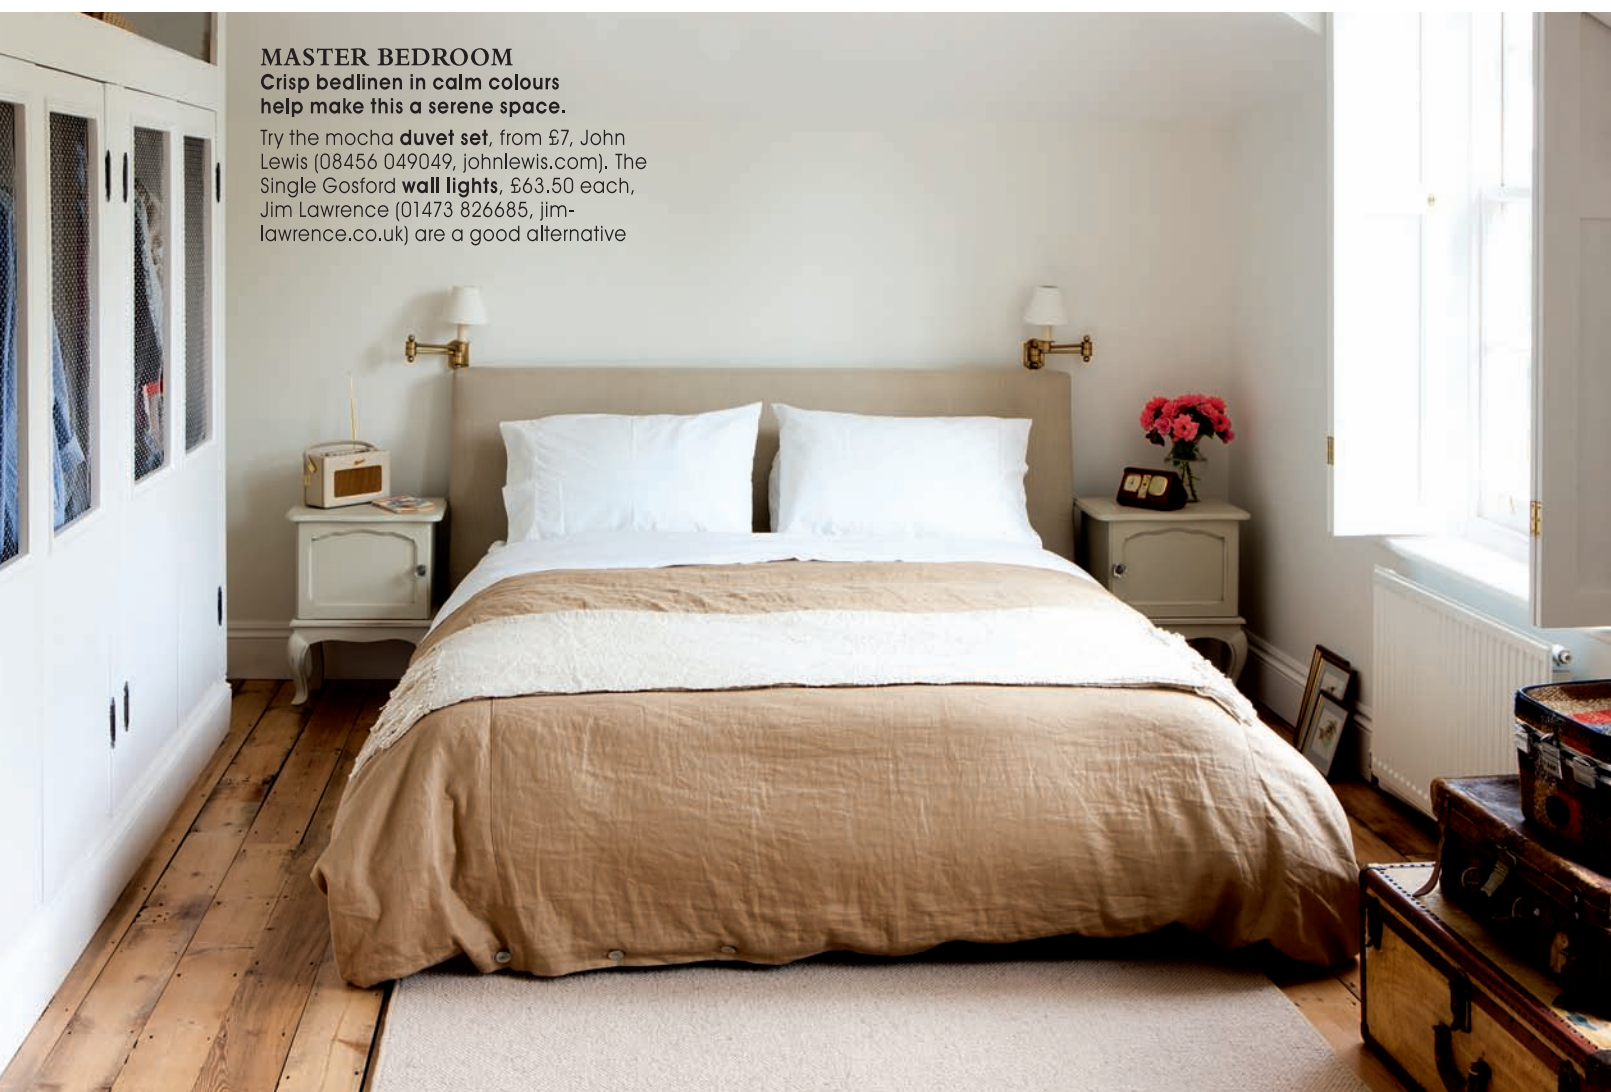 MASTER BEDROOM
Crisp bedlinen in calm colours
help make this a serene space.
Try the mocha duvet set, from £7, John
Lewis (08456 049049, johnlewis.com). The
Single Gosford wall lights, £63.50 each,
Jim Lawrence (01473 826685, jim-
lawrence.co.uk) are a good alternative